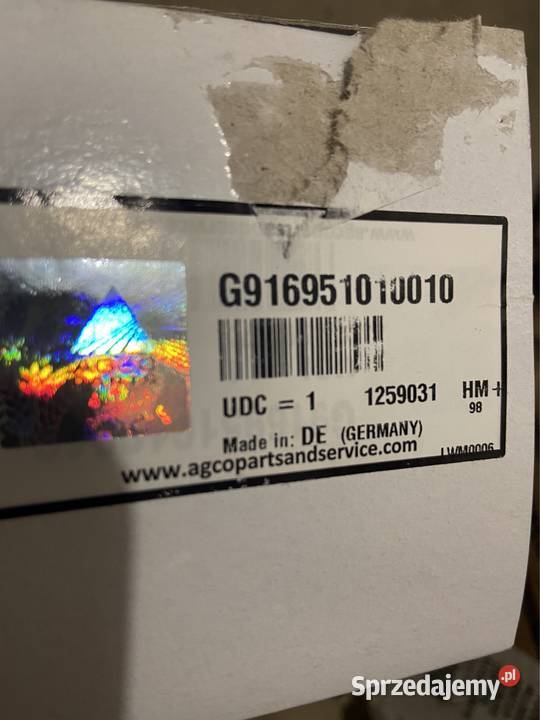 G916951010010
UDC = 1 1259031 HM+
98
Made in: DE (GERMANY)
LWM0006
www.agcopartsandservice.com
Sprzedajemy.pl